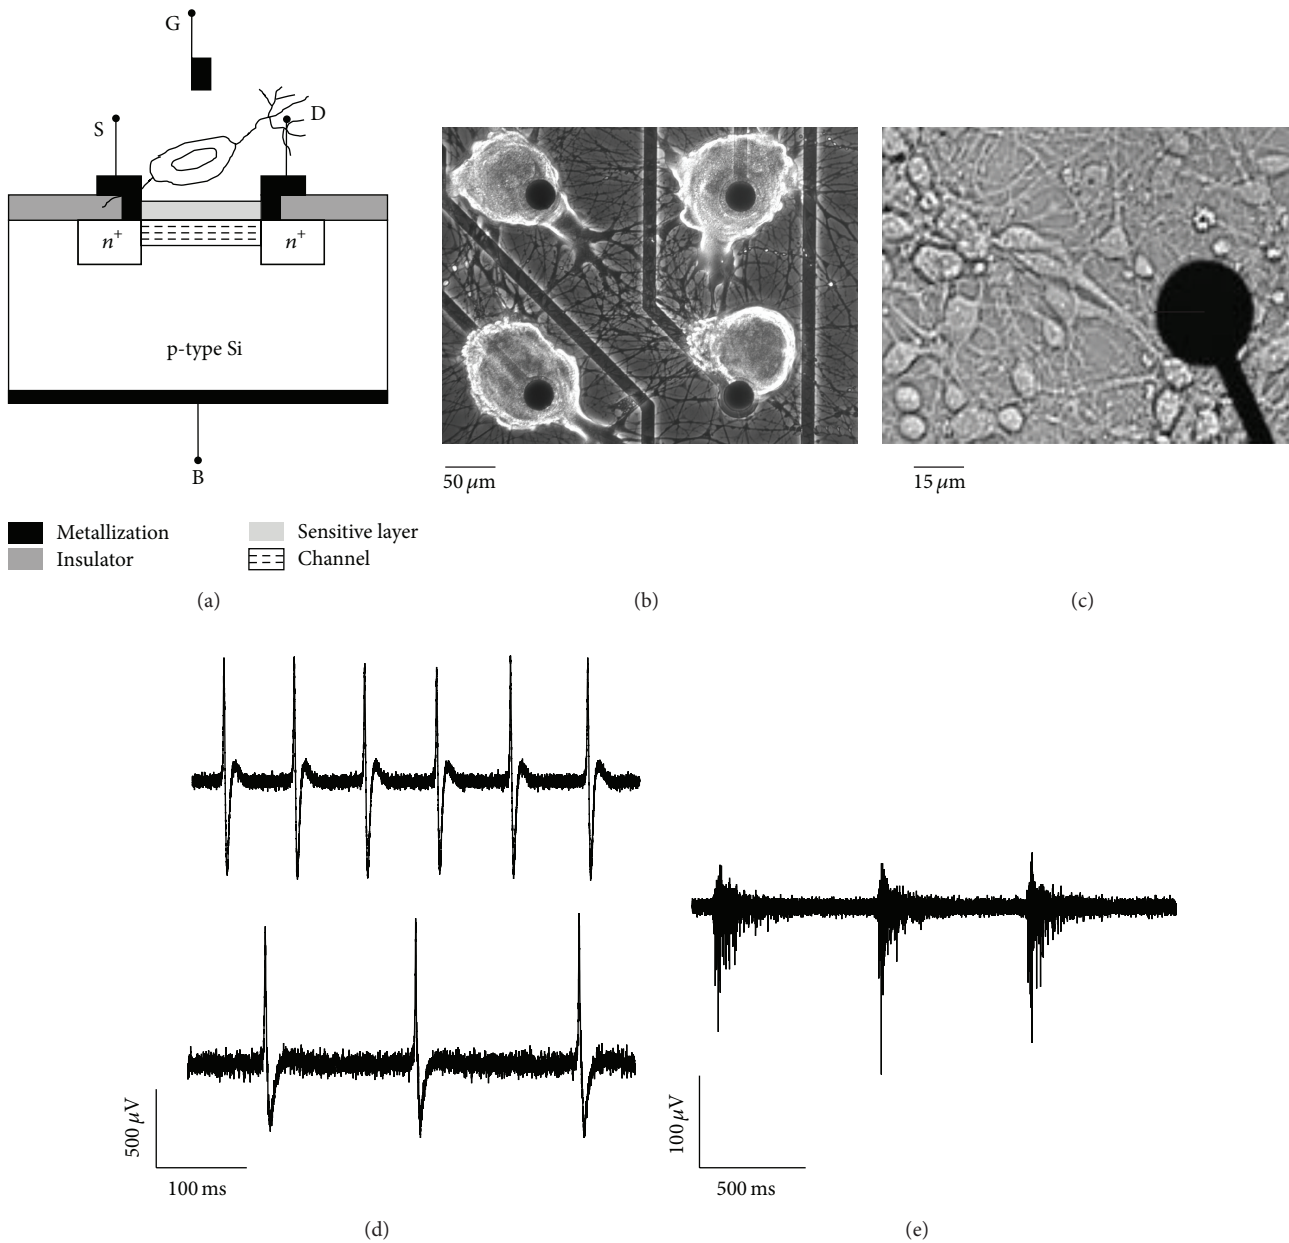 G
S
D
n+
n+
p-type Si
B
Metallization
Insulator
Sensitive layer
Channel
(a)
50 μm
(b)
15 μm
(c)
500 μV
100 ms
(d)
100 μV
500 ms
(e)